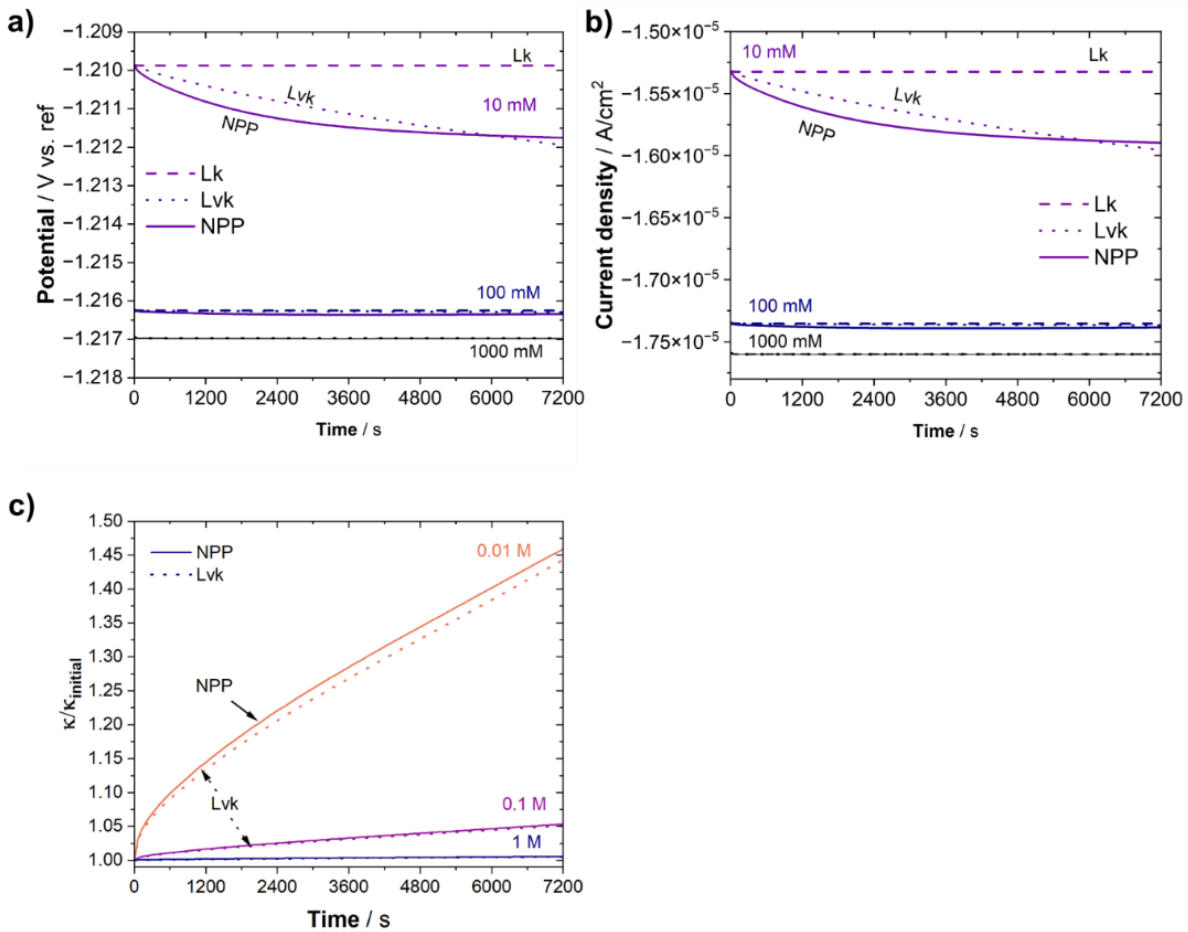 a)
−1.209
−1.210
−1.211
−1.212
−1.213
−1.214
−1.215
−1.216
−1.217
−1.218
Potential / V vs. ref
Lk
Lvk
NPP
10 mM
Lk
Lvk
NPP
100 mM
1000 mM
0 1200 2400 3600 4800 6000 7200
Time / s
b)
−1.50×10⁻⁵
−1.55×10⁻⁵
−1.60×10⁻⁵
−1.65×10⁻⁵
−1.70×10⁻⁵
−1.75×10⁻⁵
Current density / A/cm²
10 mM
Lk
Lvk
NPP
Lk
Lvk
NPP
100 mM
1000 mM
0 1200 2400 3600 4800 6000 7200
Time / s
c)
1.50
1.45
1.40
1.35
1.30
1.25
1.20
1.15
1.10
1.05
1.00
κ/κinitial
NPP
Lvk
0.01 M
NPP
Lvk
0.1 M
1 M
0 1200 2400 3600 4800 6000 7200
Time / s